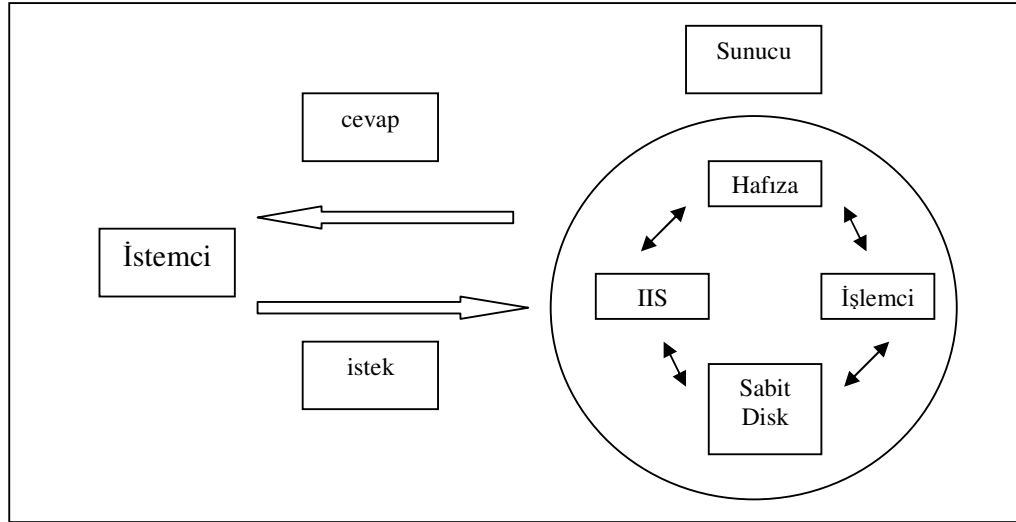 Sunucu
cevap
Hafıza
İstemci
IIS
İşlemci
istek
Sabit
Disk